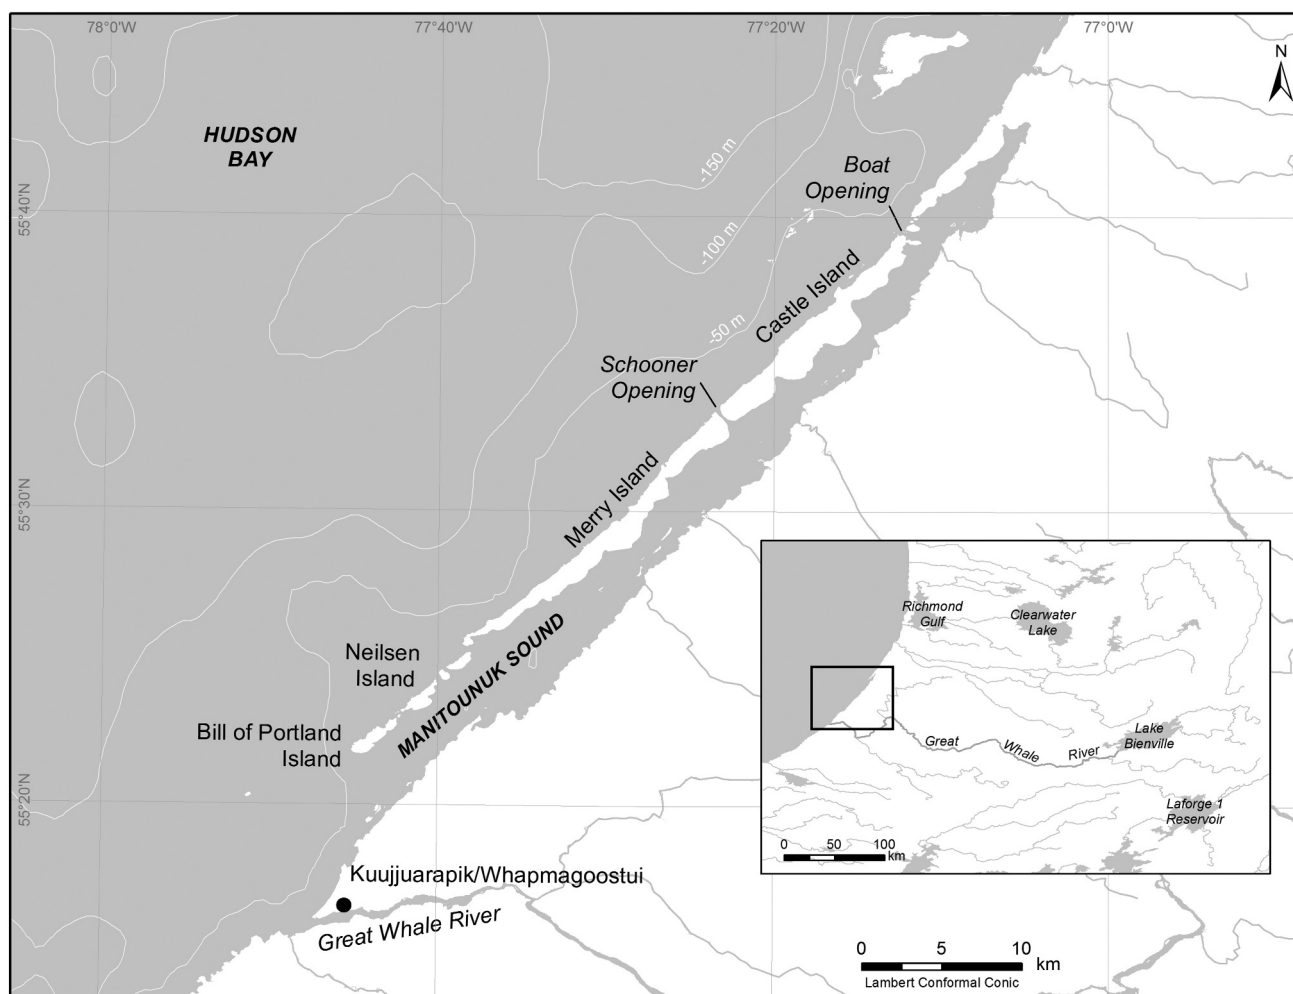 78°0'W
77°40'W
77°20'W
77°0'W
N
HUDSON
BAY
-150 m
Boat
Opening
55°40'N
-100 m
Castle Island
-50 m
Schooner
Opening
Merry Island
55°30'N
Richmond
Gulf
Clearwater
Lake
Neilsen
Island
MANITOUNUK SOUND
Bill of Portland
Island
Great Whale River
Lake
Bienville
55°20'N
Laforge 1
Reservoir
0 50 100
km
Kuujjuarapik/Whapmagoostui
Great Whale River
0 5 10
km
Lambert Conformal Conic